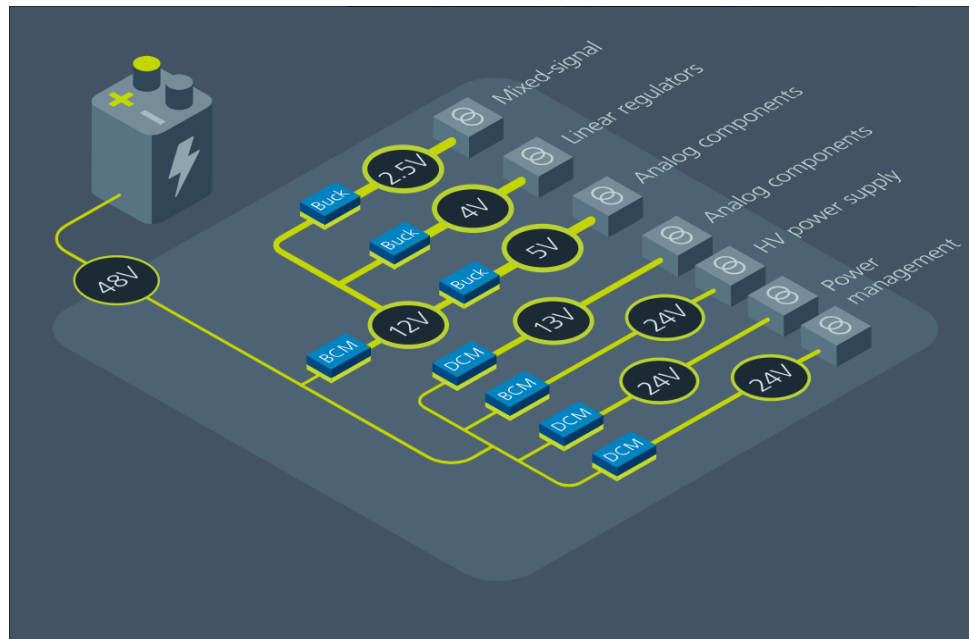 Mixed-signal
Linear regulators
Analog components
Analog components
HV power supply
Power
management
2.5V
Buck
4V
Buck
5V
Buck
48V
12V
13V
24V
BCM
DCM
24V
24V
BCM
DCM
DCM